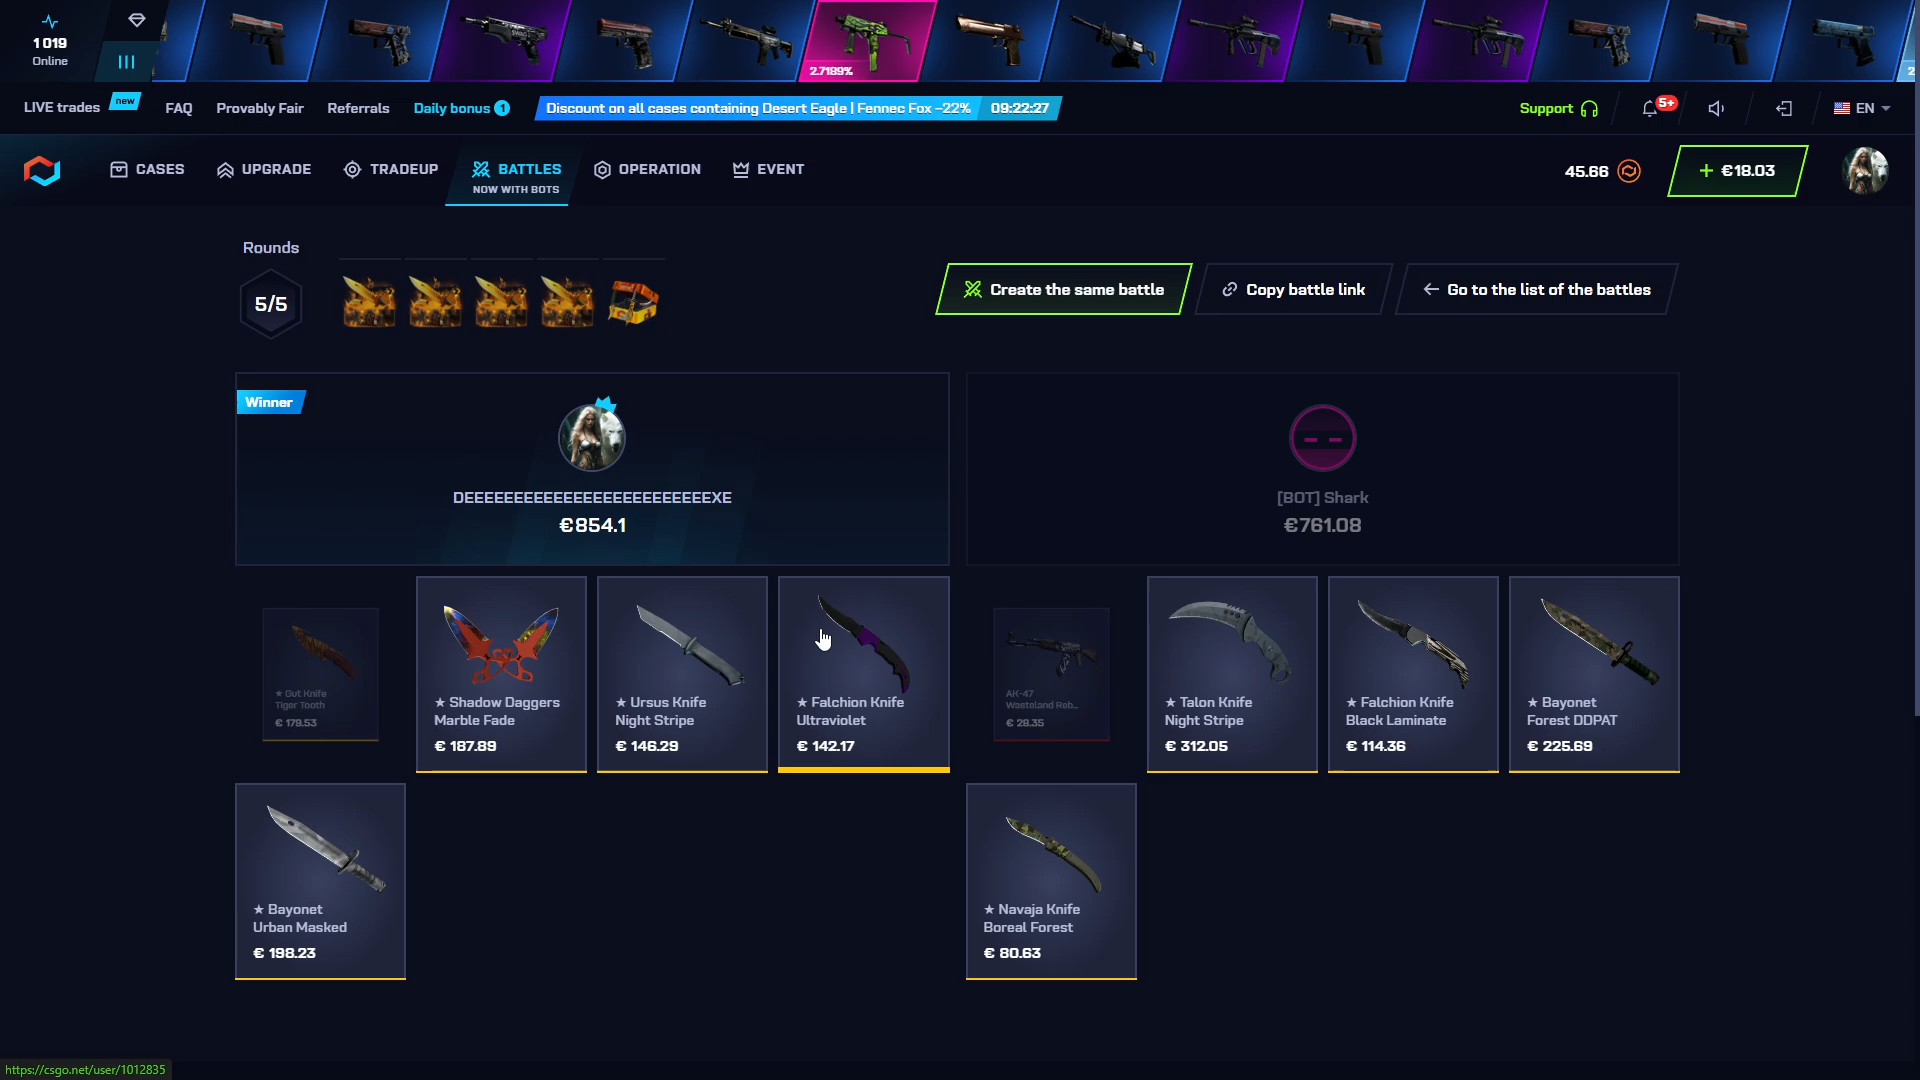 1 019
Online
2.7189%
2
LIVE trades
new
FAQ
Provably Fair
Referrals
Daily bonus 1
Discount on all cases containing Desert Eagle | Fennec Fox −22% 09:22:27
Support
5+
EN
CASES
UPGRADE
TRADEUP
BATTLES
NOW WITH BOTS
OPERATION
EVENT
45.66
+ €18.03
Rounds
5/5
Create the same battle
Copy battle link
Go to the list of the battles
Winner
DEEEEEEEEEEEEEEEEEEEEEEEEEXE
€854.1
[BOT] Shark
€761.08
★ Gut Knife
Tiger Tooth
€ 179.53
★ Shadow Daggers
Marble Fade
€ 187.89
★ Ursus Knife
Night Stripe
€ 146.29
★ Falchion Knife
Ultraviolet
€ 142.17
AK-47
Wasteland Reb...
€ 28.35
★ Talon Knife
Night Stripe
€ 312.05
★ Falchion Knife
Black Laminate
€ 114.36
★ Bayonet
Forest DDPAT
€ 225.69
★ Bayonet
Urban Masked
€ 198.23
★ Navaja Knife
Boreal Forest
€ 80.63
https://csgo.net/user/1012835